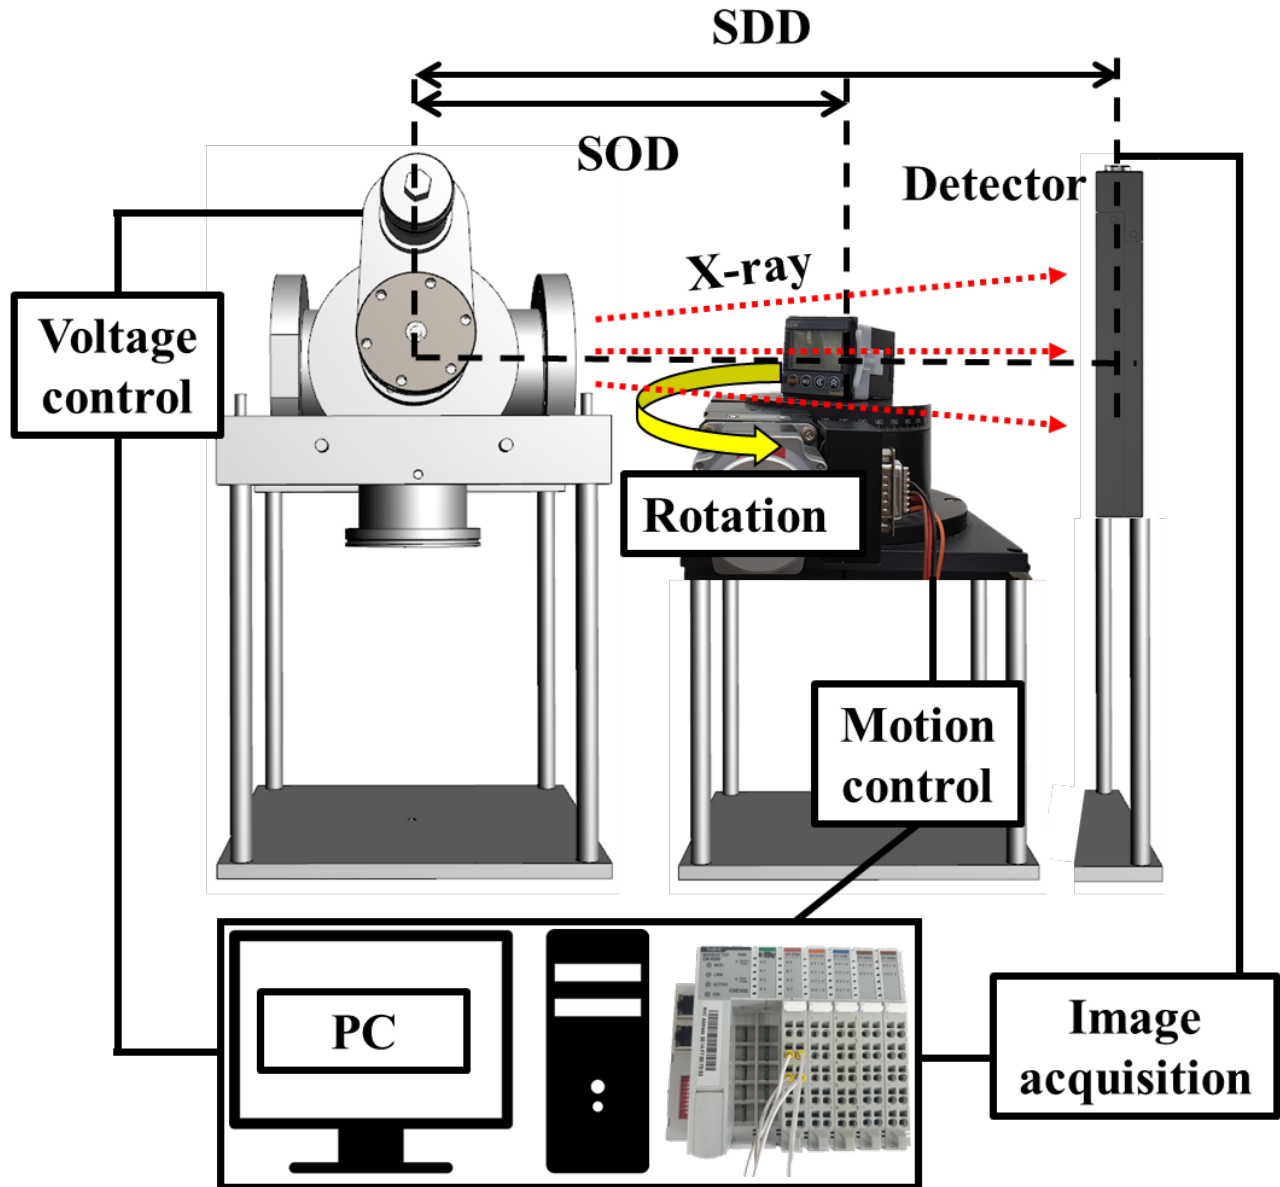 SDD
SOD
Detector
X-ray
Voltage
control
Rotation
Motion
control
PC
Image
acquisition